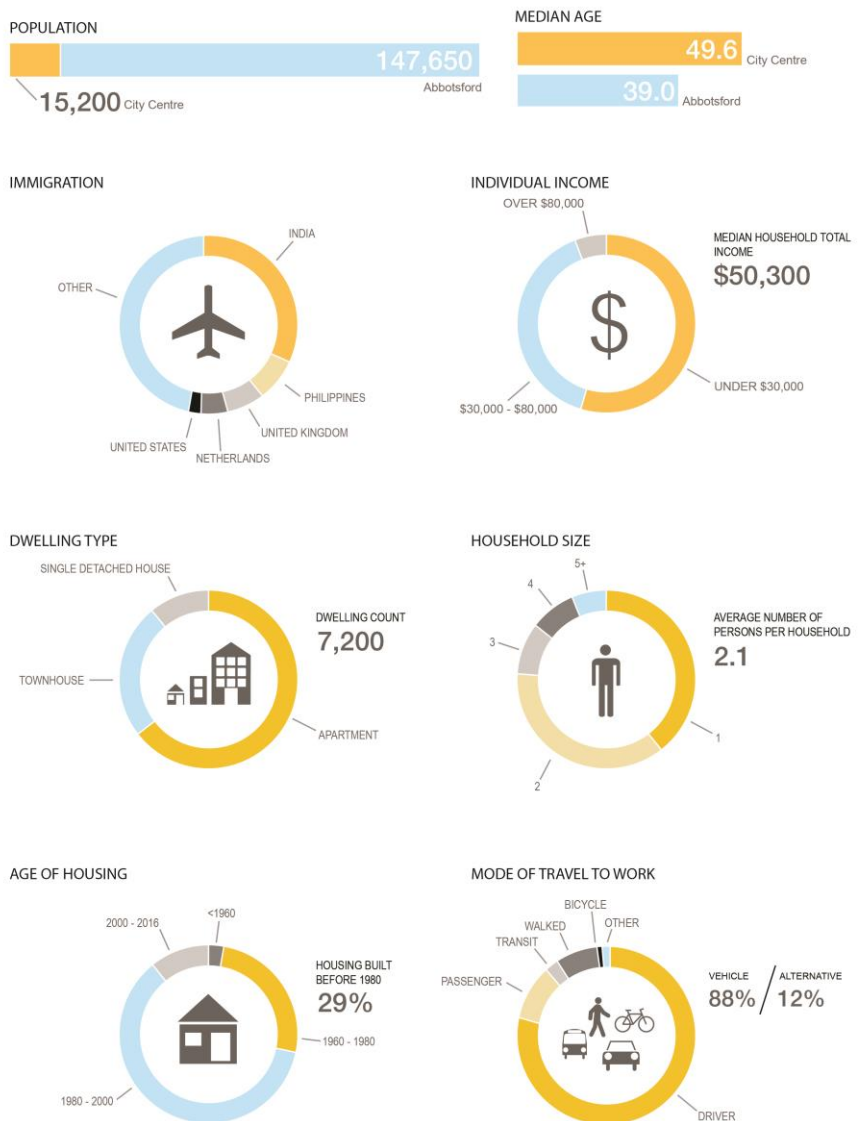 POPULATION
147,650
Abbotsford
15,200 City Centre
MEDIAN AGE
49.6 City Centre
39.0 Abbotsford
IMMIGRATION
INDIA
OTHER
PHILIPPINES
UNITED KINGDOM
UNITED STATES
NETHERLANDS
INDIVIDUAL INCOME
OVER $80,000
MEDIAN HOUSEHOLD TOTAL
INCOME
$50,300
$
UNDER $30,000
$30,000 - $80,000
DWELLING TYPE
SINGLE DETACHED HOUSE
DWELLING COUNT
7,200
TOWNHOUSE
APARTMENT
HOUSEHOLD SIZE
5+
4
AVERAGE NUMBER OF
PERSONS PER HOUSEHOLD
2.1
3
1
2
AGE OF HOUSING
<1960
2000 - 2016
HOUSING BUILT
BEFORE 1980
29%
1960 - 1980
1980 - 2000
MODE OF TRAVEL TO WORK
BICYCLE
OTHER
WALKED
TRANSIT
PASSENGER
VEHICLE
88%
/
ALTERNATIVE
12%
DRIVER